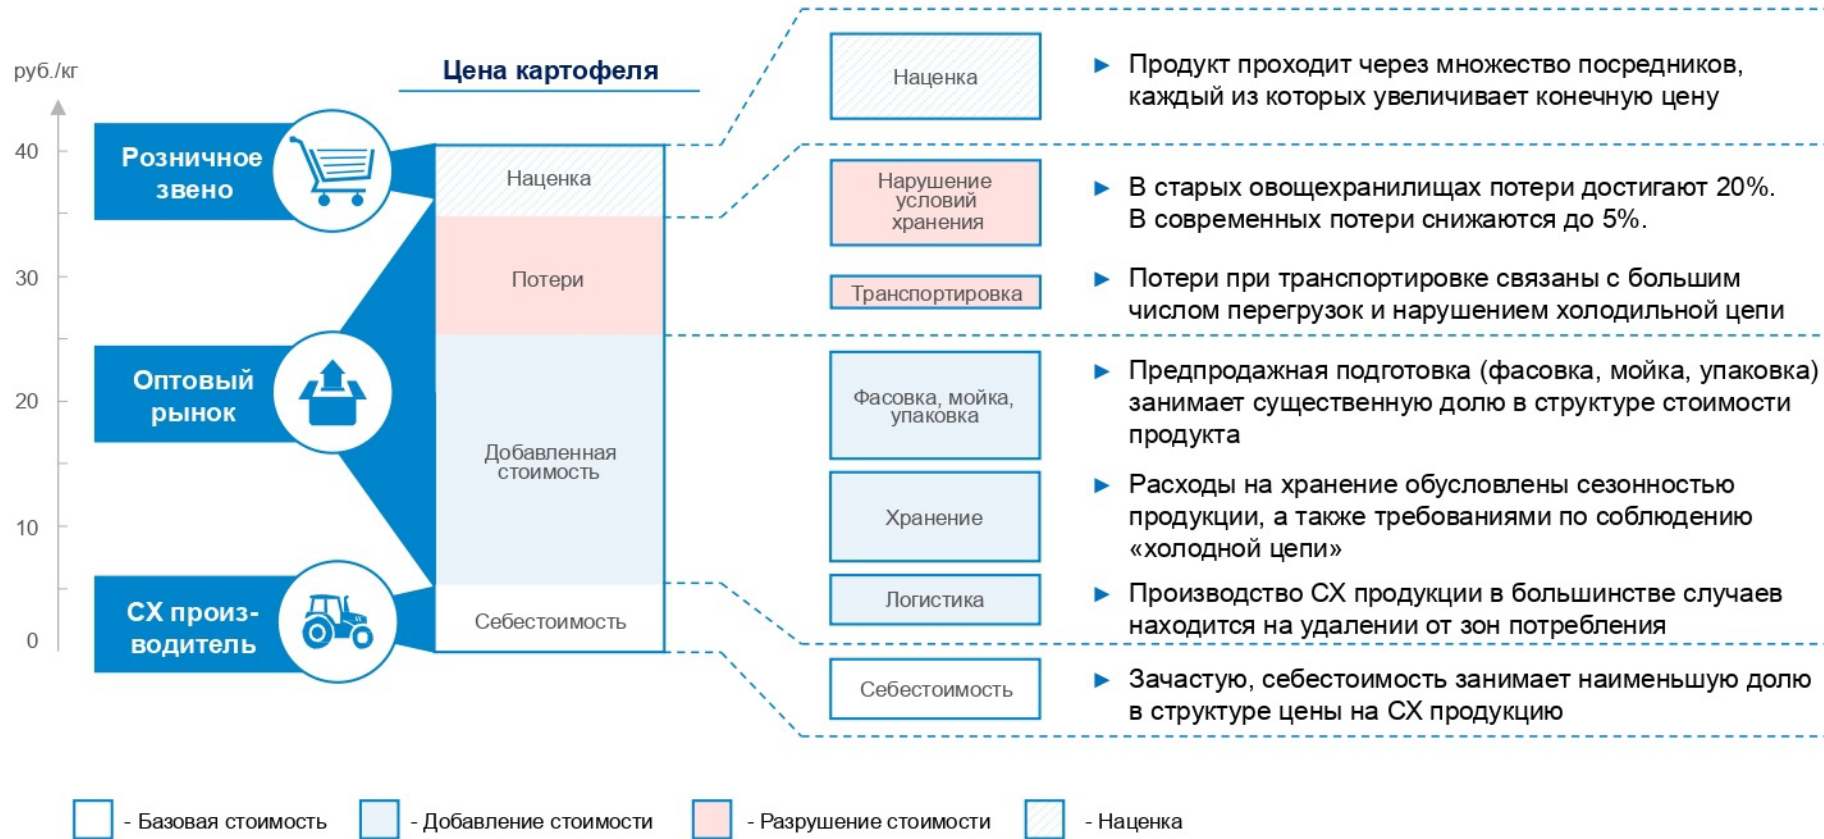 руб./кг
Цена картофеля
40
30
20
10
0
Розничное
звено
Оптовый
рынок
СХ произ-
водитель
Наценка
Потери
Добавленная
стоимость
Себестоимость
Наценка
Продукт проходит через множество посредников,
каждый из которых увеличивает конечную цену
Нарушение
условий
хранения
В старых овощехранилищах потери достигают 20%.
В современных потери снижаются до 5%.
Транспортировка
Потери при транспортировке связаны с большим
числом перегрузок и нарушением холодильной цепи
Фасовка, мойка,
упаковка
Предпродажная подготовка (фасовка, мойка, упаковка)
занимает существенную долю в структуре стоимости
продукта
Хранение
Расходы на хранение обусловлены сезонностью
продукции, а также требованиями по соблюдению
«холодной цепи»
Логистика
Производство СХ продукции в большинстве случаев
находится на удалении от зон потребления
Себестоимость
Зачастую, себестоимость занимает наименьшую долю
в структуре цены на СХ продукцию
- Базовая стоимость
- Добавление стоимости
- Разрушение стоимости
- Наценка